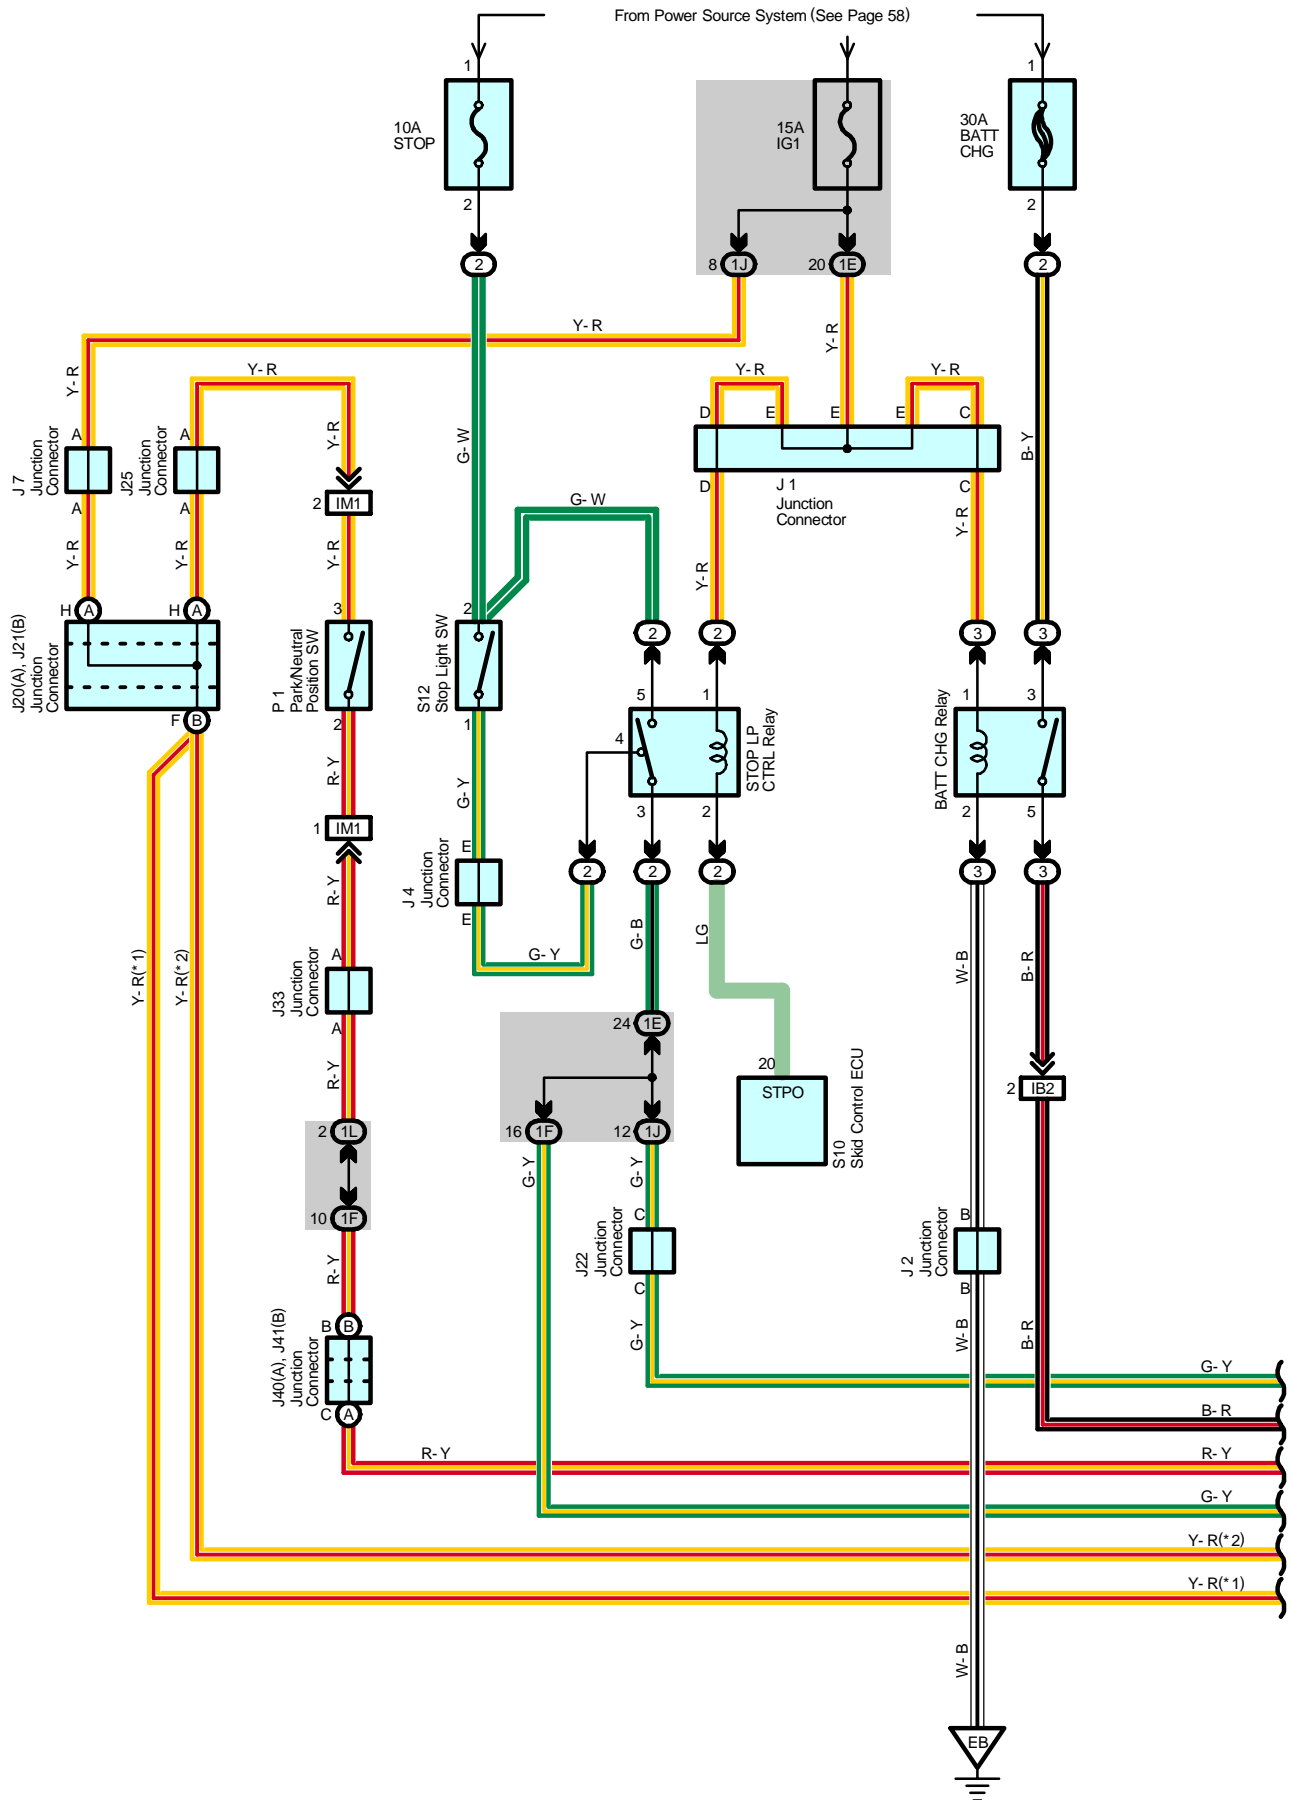 From Power Source System (See Page 58)
1
1
10A
STOP
15A
IG1
30A
BATT
CHG
2
2
2
8
1J
20
1E
2
Y-R
Y-R
Y-R
Y-R
Y-R
Y-R
Y-R
G-W
B-Y
D
E
E
E
C
A
A
J 7
Junction
Connector
J25
Junction
Connector
D
C
J 1
Junction
Connector
A
A
2
IM1
G-W
Y-R
Y-R
Y-R
Y-R
Y-R
H
A
H
A
3
2
2
2
3
3
J20(A), J21(B)
Junction
Connector
P 1
Park/Neutral
Position SW
S12
Stop Light SW
5
1
1
3
4
STOP LP
CTRL Relay
BATT CHG Relay
F
B
2
1
3
2
2
5
R-Y
G-Y
1
IM1
E
J 4
Junction
Connector
E
2
2
2
3
3
R-Y
Y-R(*1)
Y-R(*2)
G-Y
G-B
LG
W-B
B-R
A
J33
Junction
Connector
A
24
1E
R-Y
20
STPO
S10
Skid Control ECU
2
IB2
2
1L
16
1F
12
1J
G-Y
G-Y
10
1F
C
J22
Junction
Connector
C
B
J 2
Junction
Connector
B
R-Y
G-Y
W-B
B-R
B
B
J40(A), J41(B)
Junction
Connector
C
A
G-Y
B-R
R-Y
R-Y
G-Y
Y-R(*2)
Y-R(*1)
W-B
EB